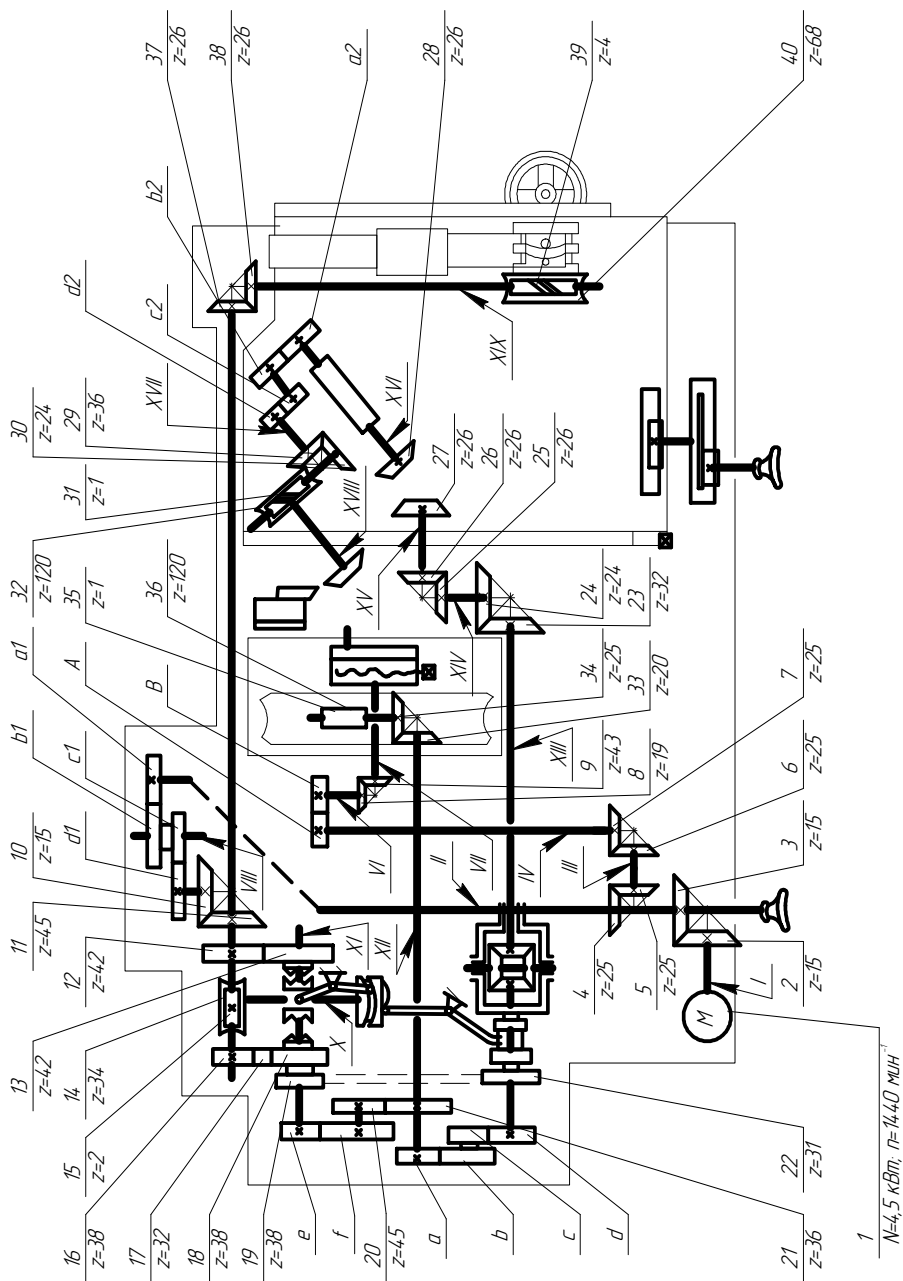 37
z=26
38
z=26
a2
28
z=26
39
z=4
40
z=68
b2
d2
c2
XVII
30
z=24
29
z=36
31
z=1
32
z=120
35
z=1
36
z=120
a1
A
B
b1
c1
d1
10
z=15
11
z=45
12
z=42
13
z=42
14
z=34
15
z=2
16
z=38
17
z=32
18
z=38
19
z=38
e
f
20
z=45
a
b
c
d
21
z=36
22
z=31
1
N=4,5 кВт; n=1440 мин⁻¹
2
z=15
3
z=15
4
z=25
5
z=25
6
z=25
7
z=25
8
z=19
9
z=43
33
z=20
34
z=25
23
z=32
24
z=24
25
z=26
26
z=26
27
z=26
I
II
III
IV
VI
VII
VIII
X
XI
XII
XIII
XIV
XV
XVI
XVIII
XIX
M